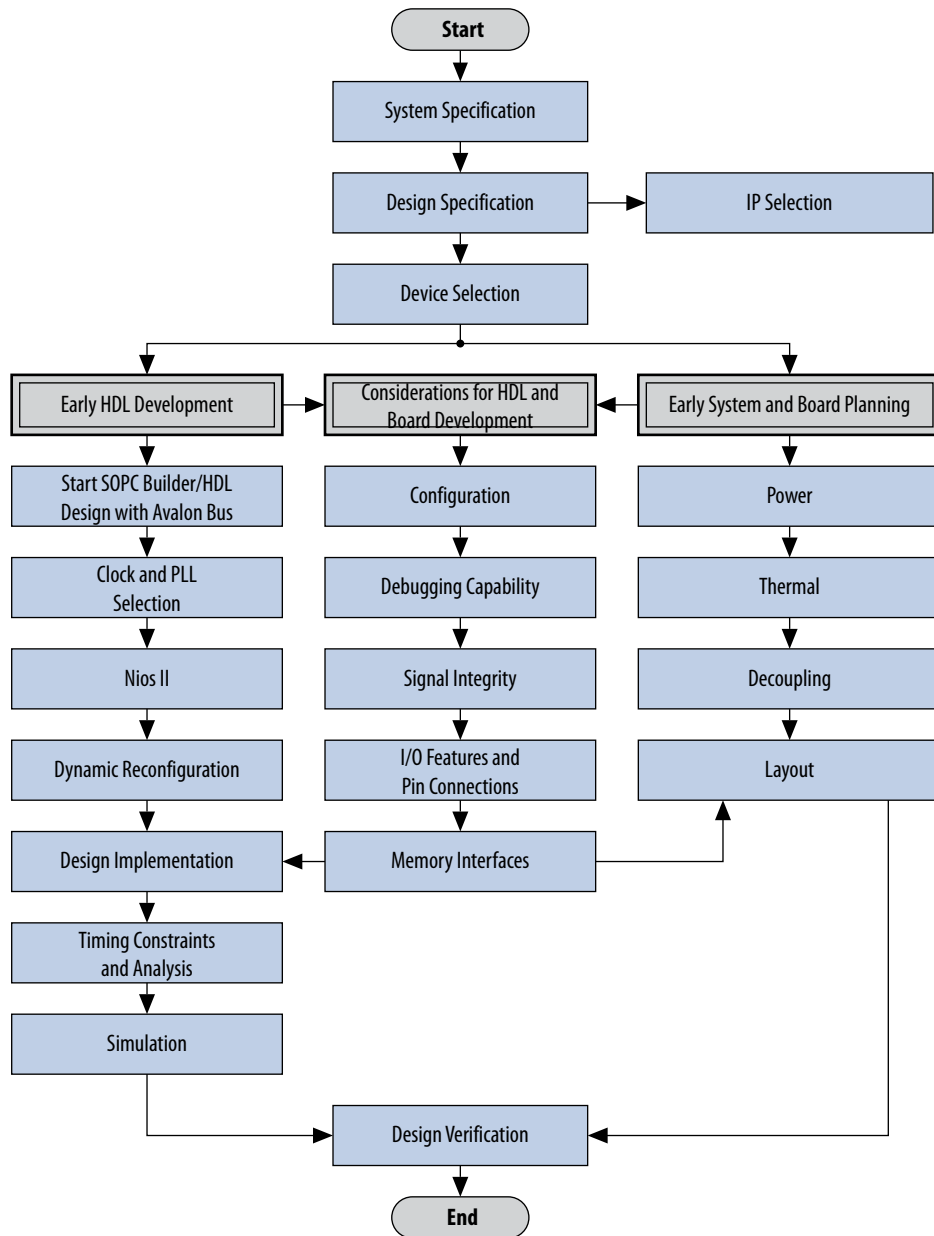 Start
System Specification
Design Specification
IP Selection
Device Selection
Early HDL Development
Considerations for HDL and
Board Development
Early System and Board Planning
Start SOPC Builder/HDL
Design with Avalon Bus
Configuration
Power
Clock and PLL
Selection
Debugging Capability
Thermal
Nios II
Signal Integrity
Decoupling
Dynamic Reconfiguration
I/O Features and
Pin Connections
Layout
Design Implementation
Memory Interfaces
Timing Constraints
and Analysis
Simulation
Design Verification
End